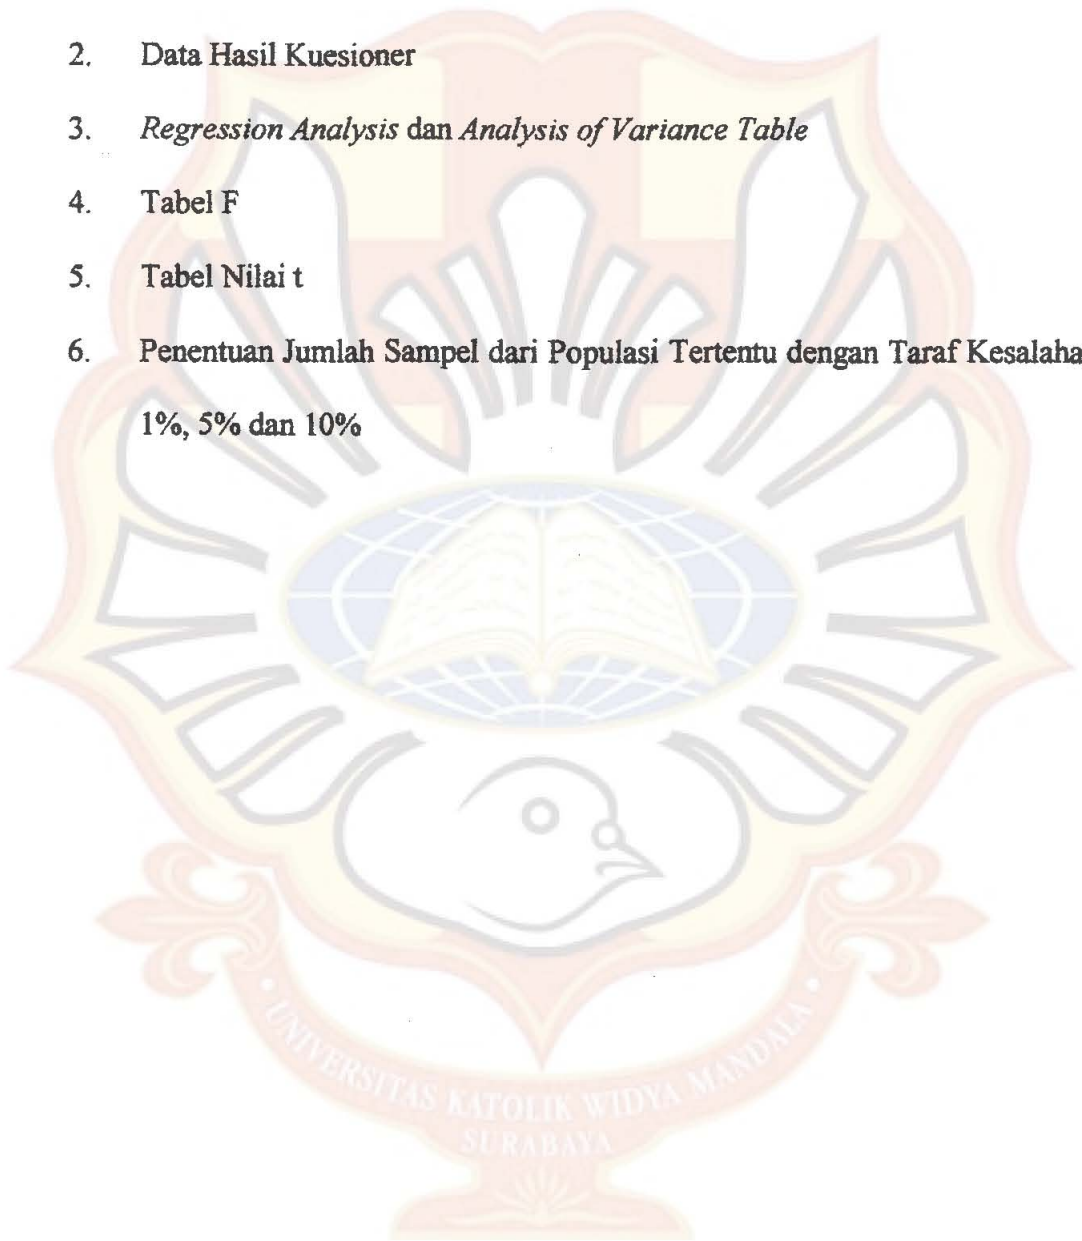 2. Data Hasil Kuesioner
3. Regression Analysis dan Analysis of Variance Table
4. Tabel F
5. Tabel Nilai t
6. Penentuan Jumlah Sampel dari Populasi Tertentu dengan Taraf Kesalaha
1%, 5% dan 10%
UNIVERSITAS KATOLIK WIDYA MANDALA
SURABAYA